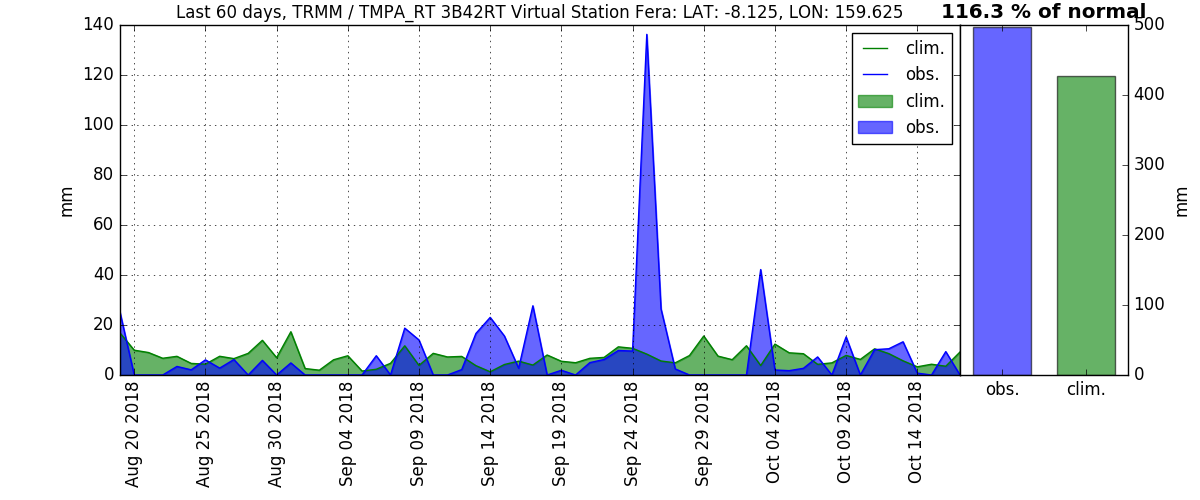 Last 60 days, TRMM / TMPA_RT 3B42RT Virtual Station Fera: LAT: -8.125, LON: 159.625
116.3 % of normal
mm
140
120
100
80
60
40
20
0
clim.
obs.
clim.
obs.
500
400
300
200
100
0
mm
obs.
clim.
Aug 20 2018
Aug 25 2018
Aug 30 2018
Sep 04 2018
Sep 09 2018
Sep 14 2018
Sep 19 2018
Sep 24 2018
Sep 29 2018
Oct 04 2018
Oct 09 2018
Oct 14 2018